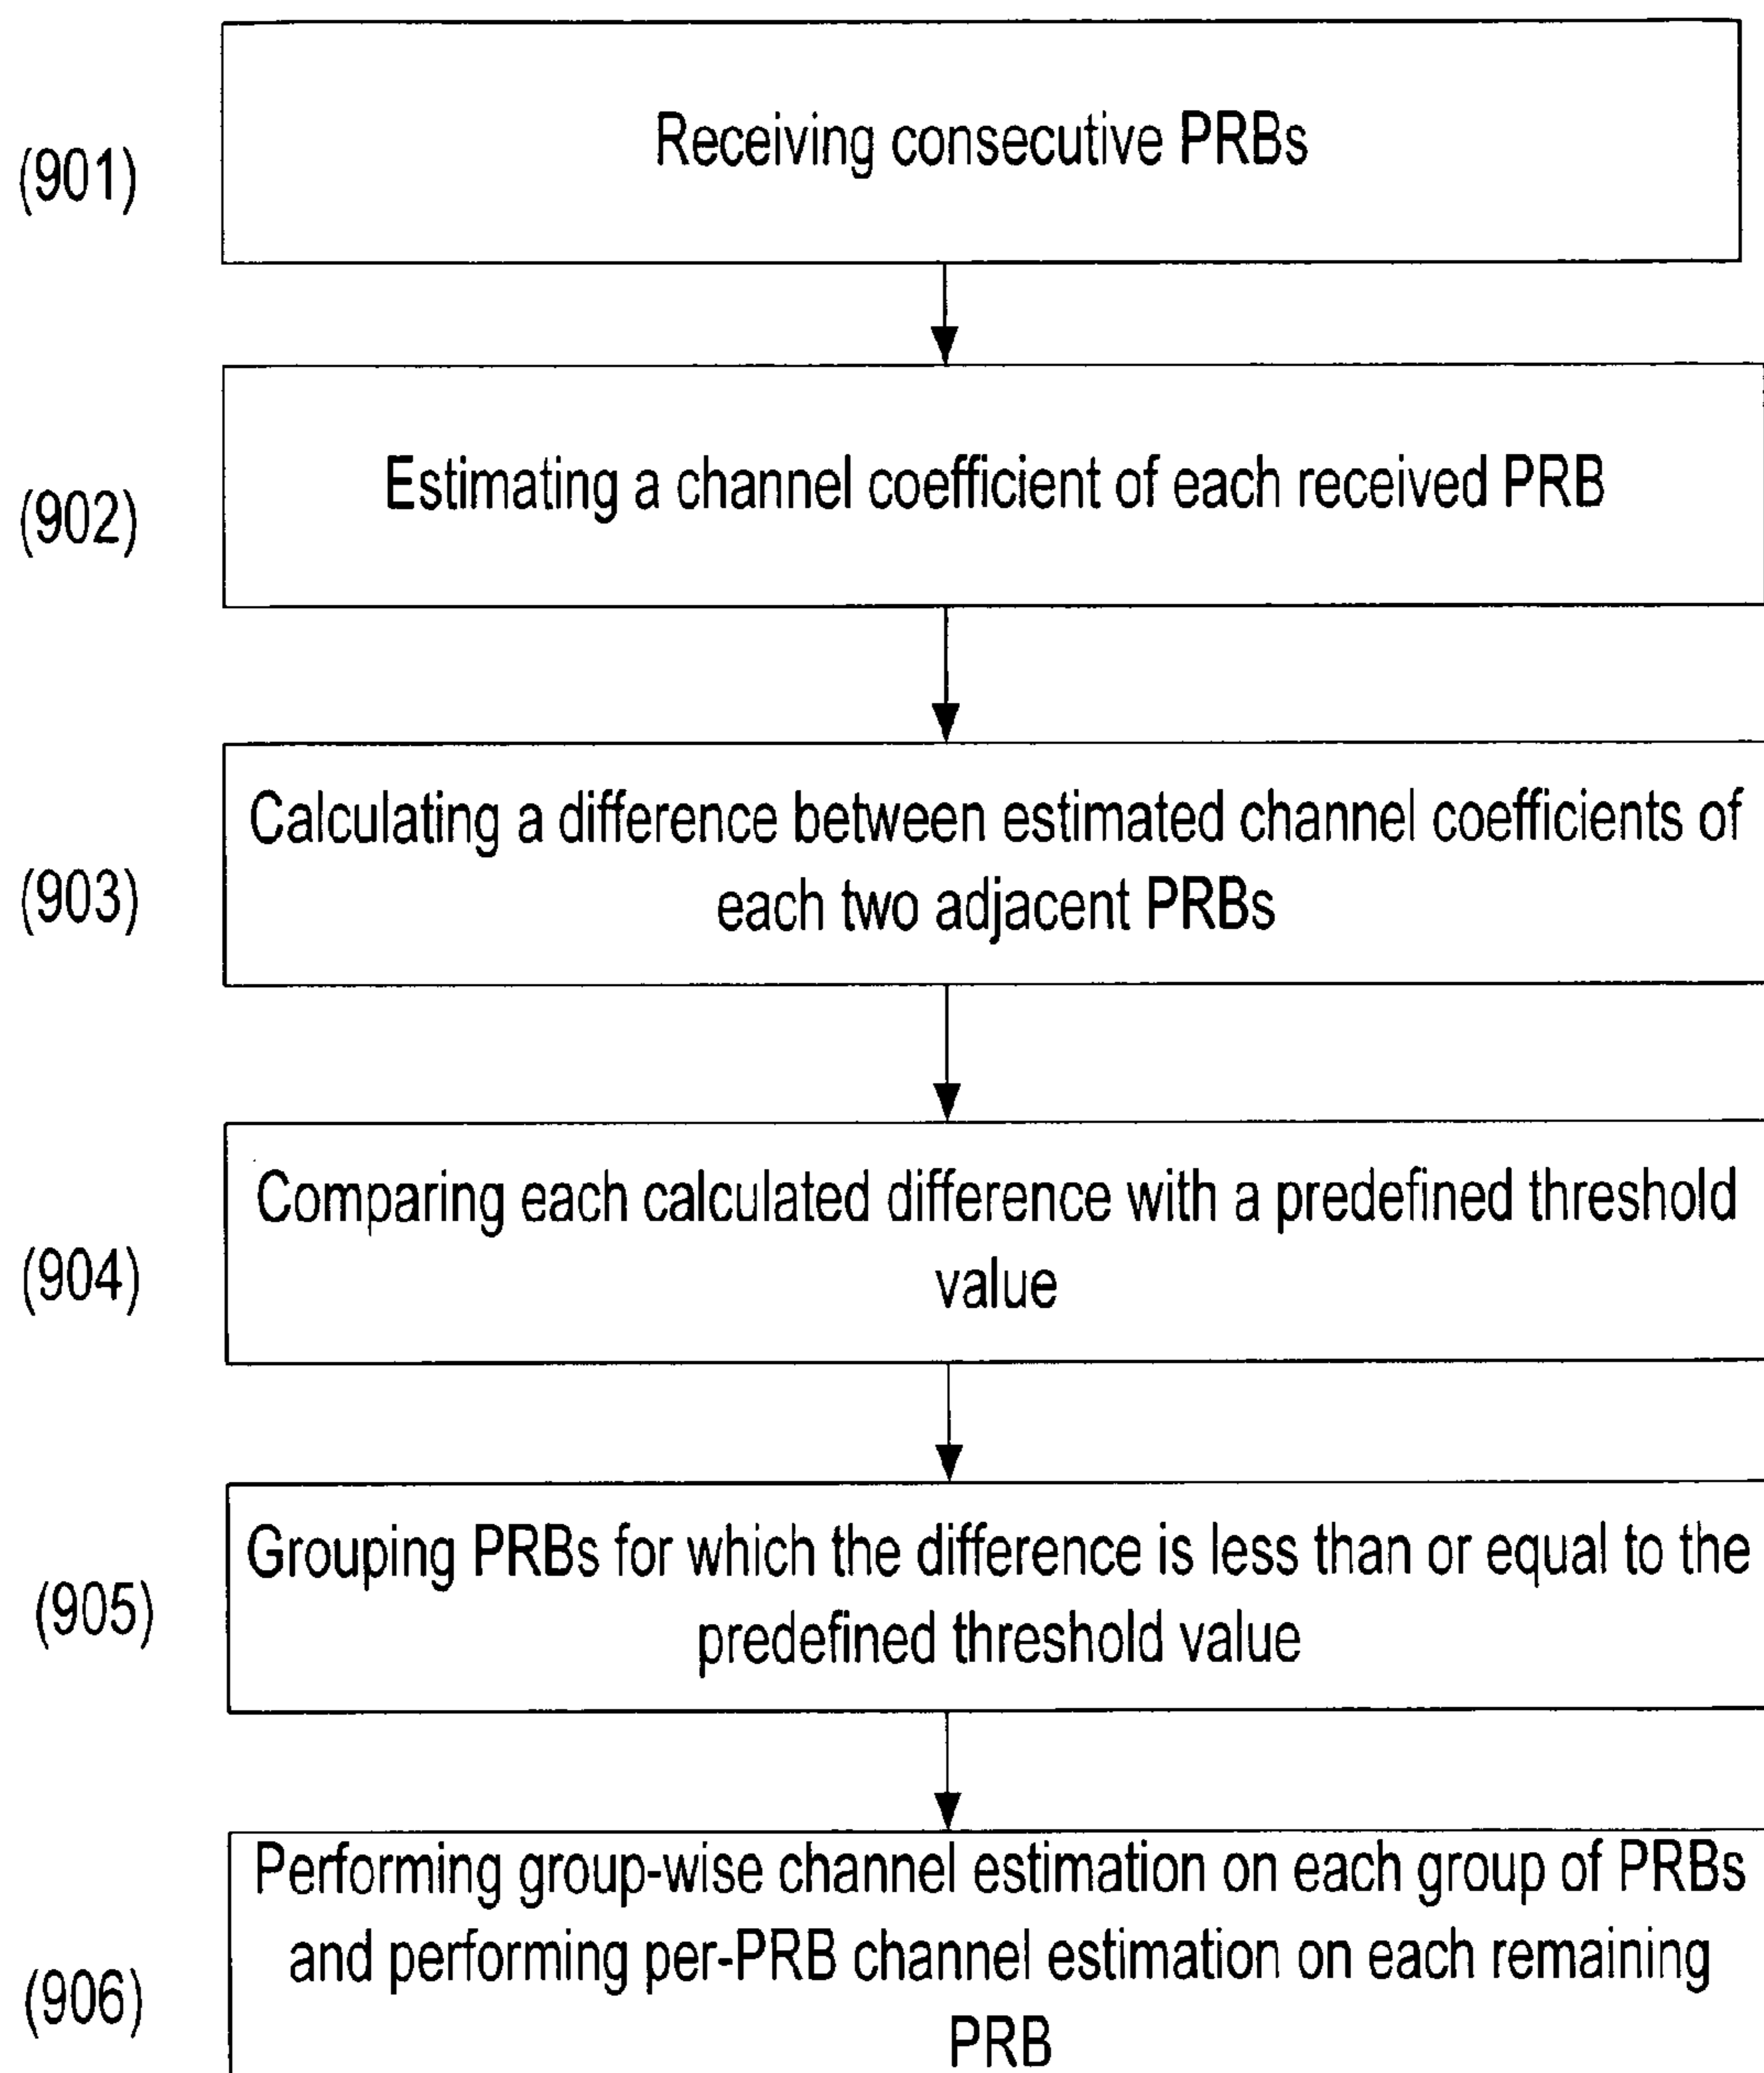 (901)
Receiving consecutive PRBs
(902)
Estimating a channel coefficient of each received PRB
(903)
Calculating a difference between estimated channel coefficients of
each two adjacent PRBs
(904)
Comparing each calculated difference with a predefined threshold
value
(905)
Grouping PRBs for which the difference is less than or equal to the
predefined threshold value
(906)
Performing group-wise channel estimation on each group of PRBs
and performing per-PRB channel estimation on each remaining
PRB